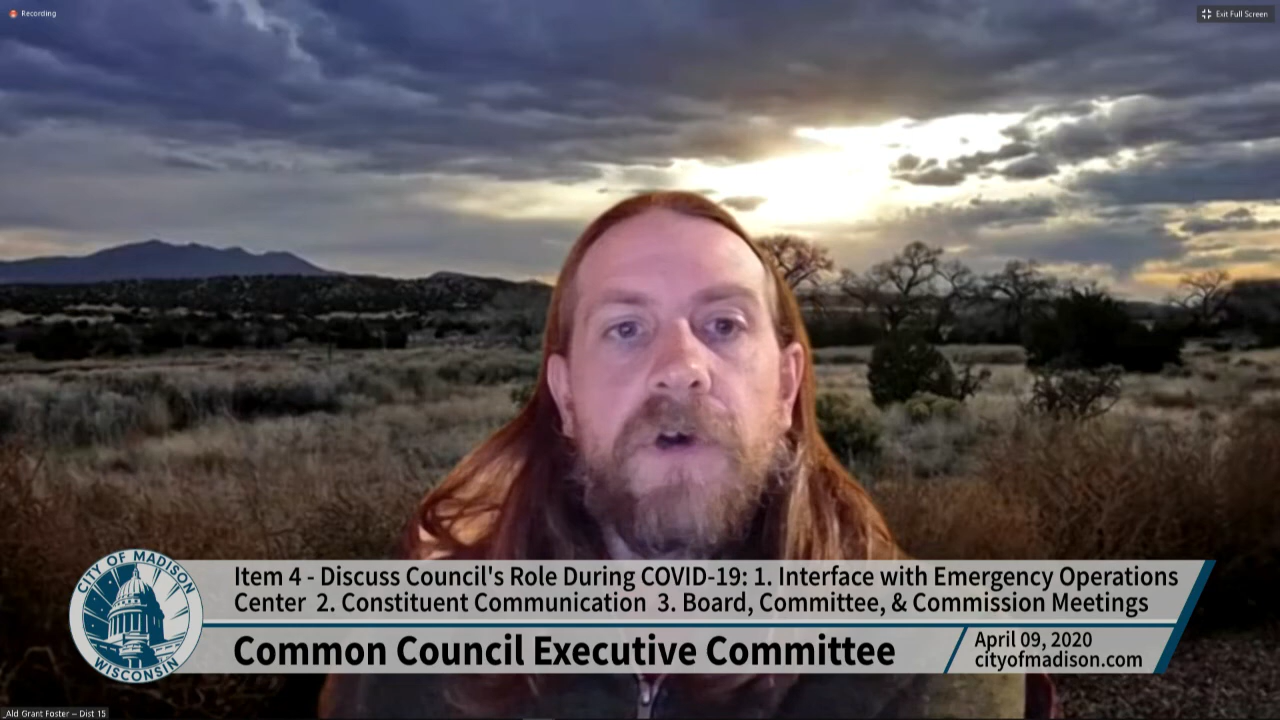 Recording
Exit Full Screen
Item 4 - Discuss Council's Role During COVID-19: 1. Interface with Emergency Operations
Center 2. Constituent Communication 3. Board, Committee, & Commission Meetings
Common Council Executive Committee
April 09, 2020
cityofmadison.com
CITY OF MADISON
WISCONSIN
_Ald Grant Foster – Dist 15